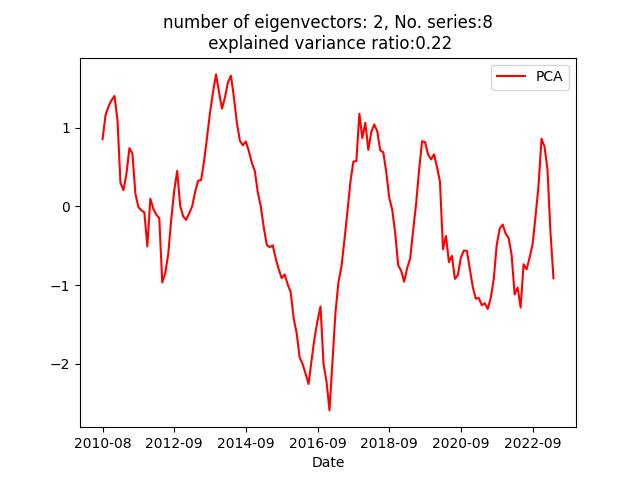 number of eigenvectors: 2, No. series:8
explained variance ratio:0.22
PCA
1
0
−1
−2
2010-08 2012-09 2014-09 2016-09 2018-09 2020-09 2022-09
Date